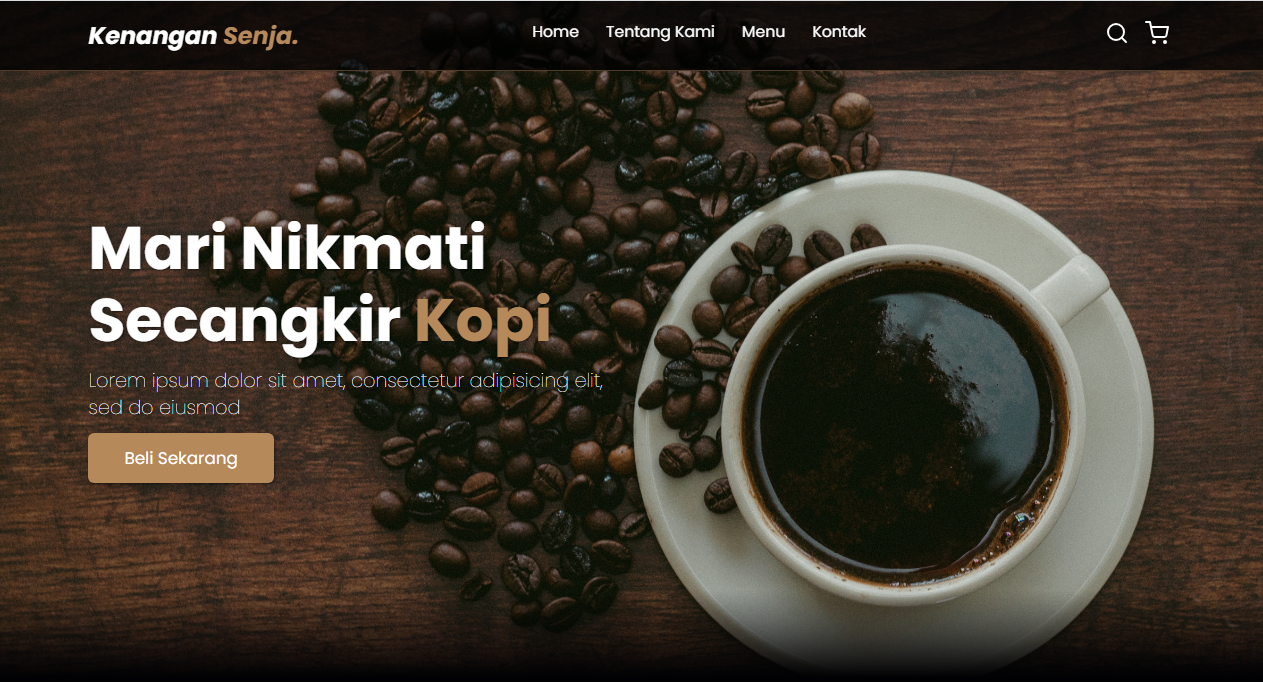 Kenangan Senja.
Home Tentang Kami Menu Kontak
Mari Nikmati
Secangkir Kopi
Lorem ipsum dolor sit amet, consectetur adipisicing elit,
sed do eiusmod
Beli Sekarang